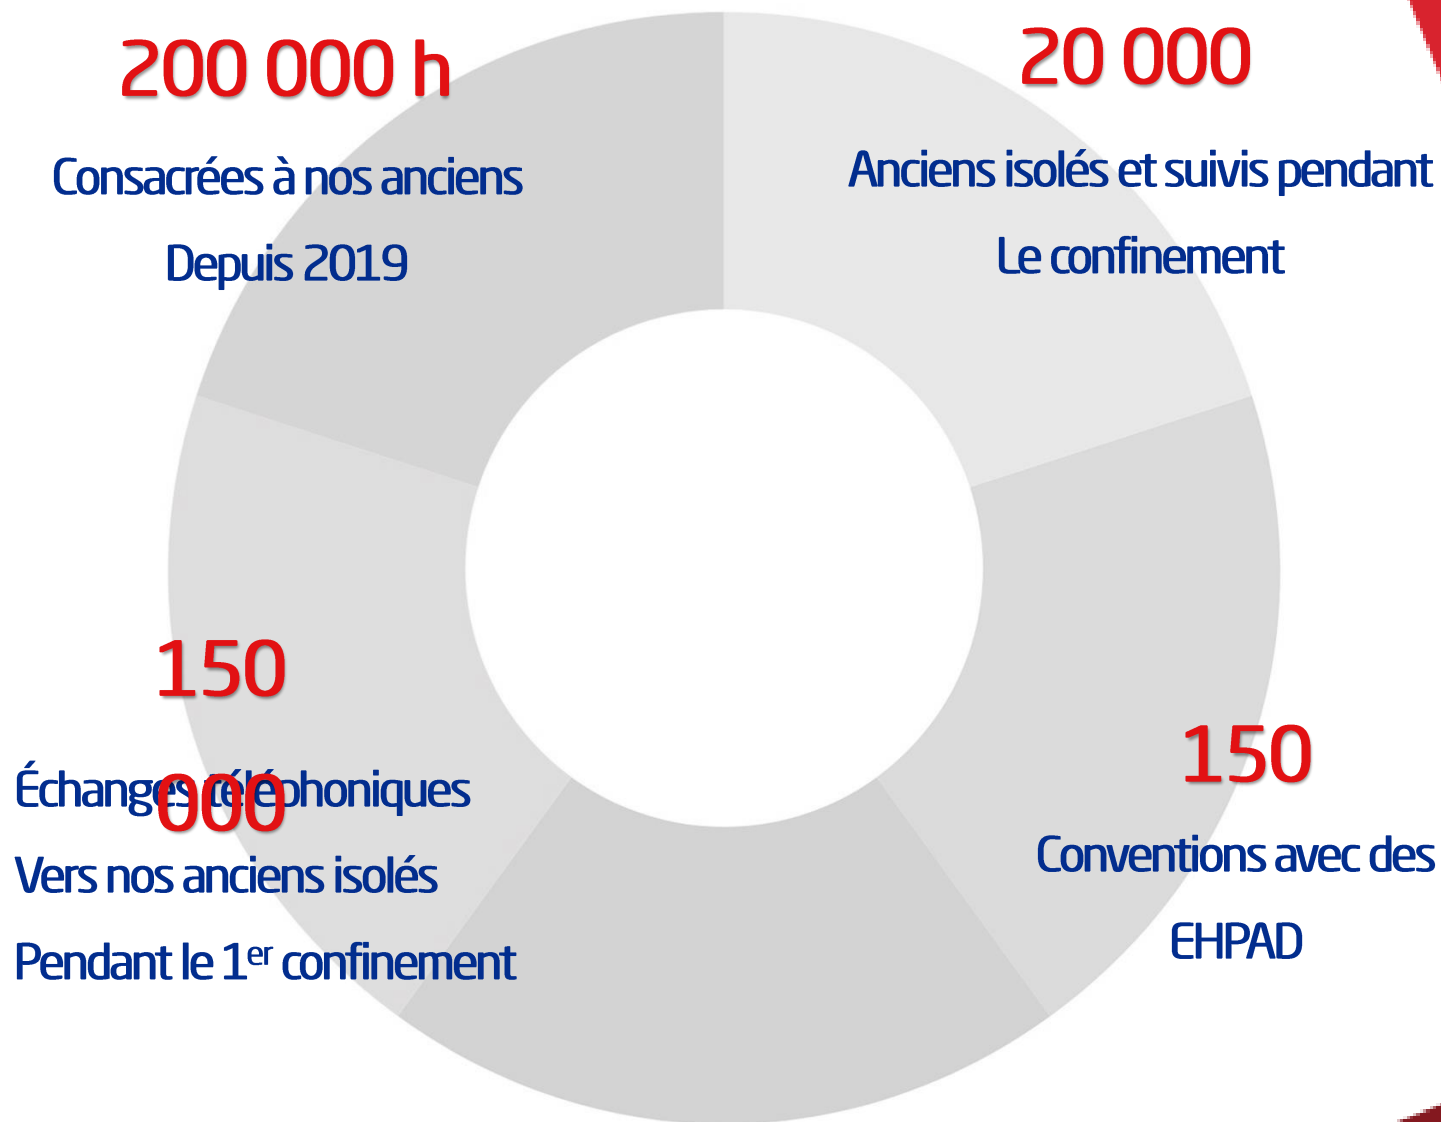 200 000 h
Consacrées à nos anciens
Depuis 2019
20 000
Anciens isolés et suivis pendant
Le confinement
150
000
Échanges téléphoniques
Vers nos anciens isolés
Pendant le 1er confinement
150
Conventions avec des
EHPAD